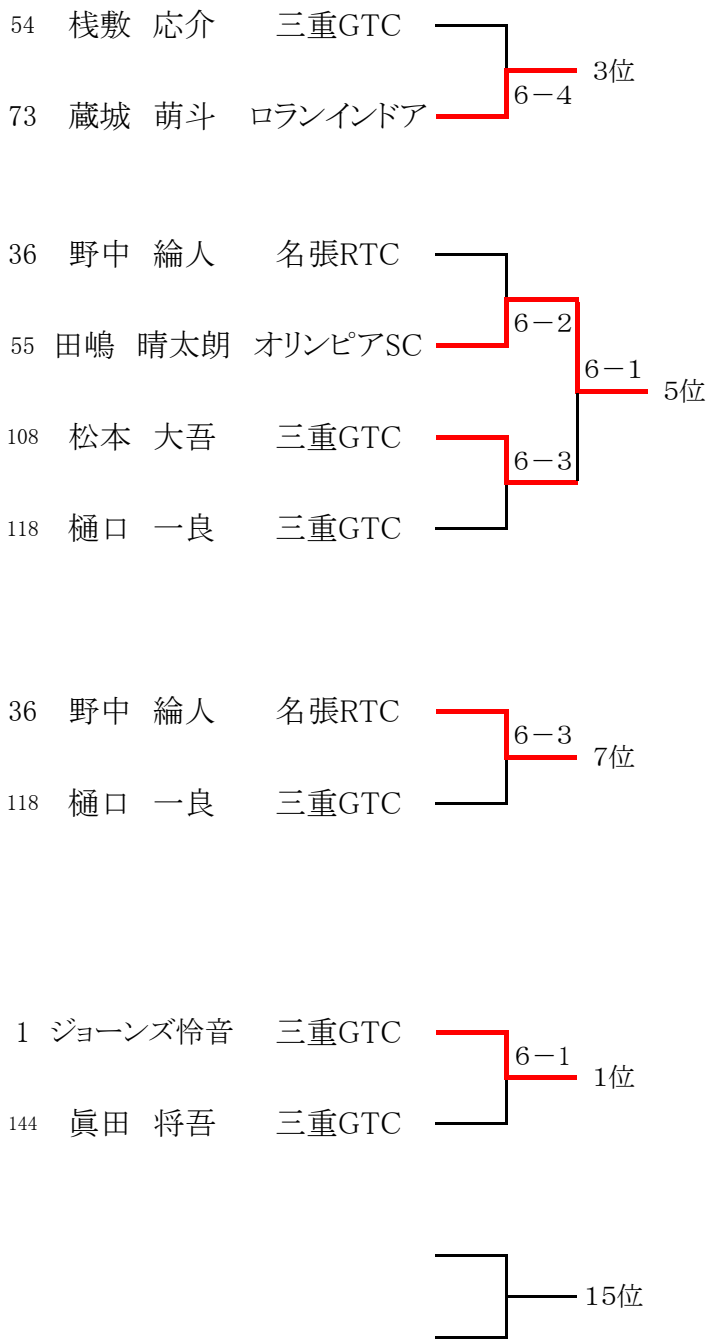 54 桟敷 応介 三重GTC
3位
6－4
73 蔵城 萌斗 ロランインドア
36 野中 綸人 名張RTC
6－2
55 田嶋 晴太朗 オリンピアSC
6－1
5位
108 松本 大吾 三重GTC
6－3
118 樋口 一良 三重GTC
36 野中 綸人 名張RTC
6－3
7位
118 樋口 一良 三重GTC
1 ジョーンズ怜音 三重GTC
6－1
1位
144 眞田 将吾 三重GTC
15位